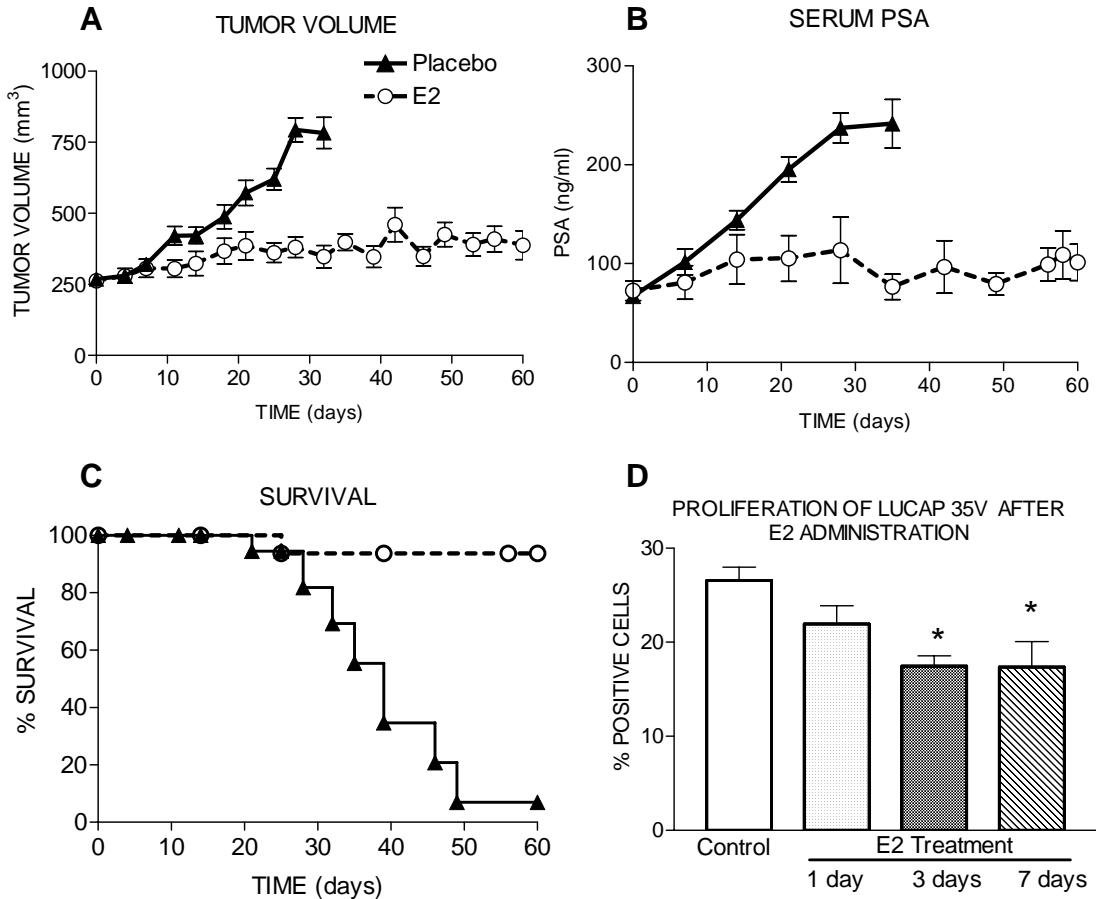 A
TUMOR VOLUME
Placebo
E2
TUMOR VOLUME (mm3)
1000
750
500
250
0
0 10 20 30 40 50 60
TIME (days)
B
SERUM PSA
PSA (ng/ml)
300
200
100
0
0 10 20 30 40 50 60
TIME (days)
C
SURVIVAL
% SURVIVAL
100
80
60
40
20
0
0 10 20 30 40 50 60
TIME (days)
D
PROLIFERATION OF LUCAP 35V AFTER
E2 ADMINISTRATION
% POSITIVE CELLS
30
20
10
0
* *
Control E2 Treatment
1 day 3 days 7 days